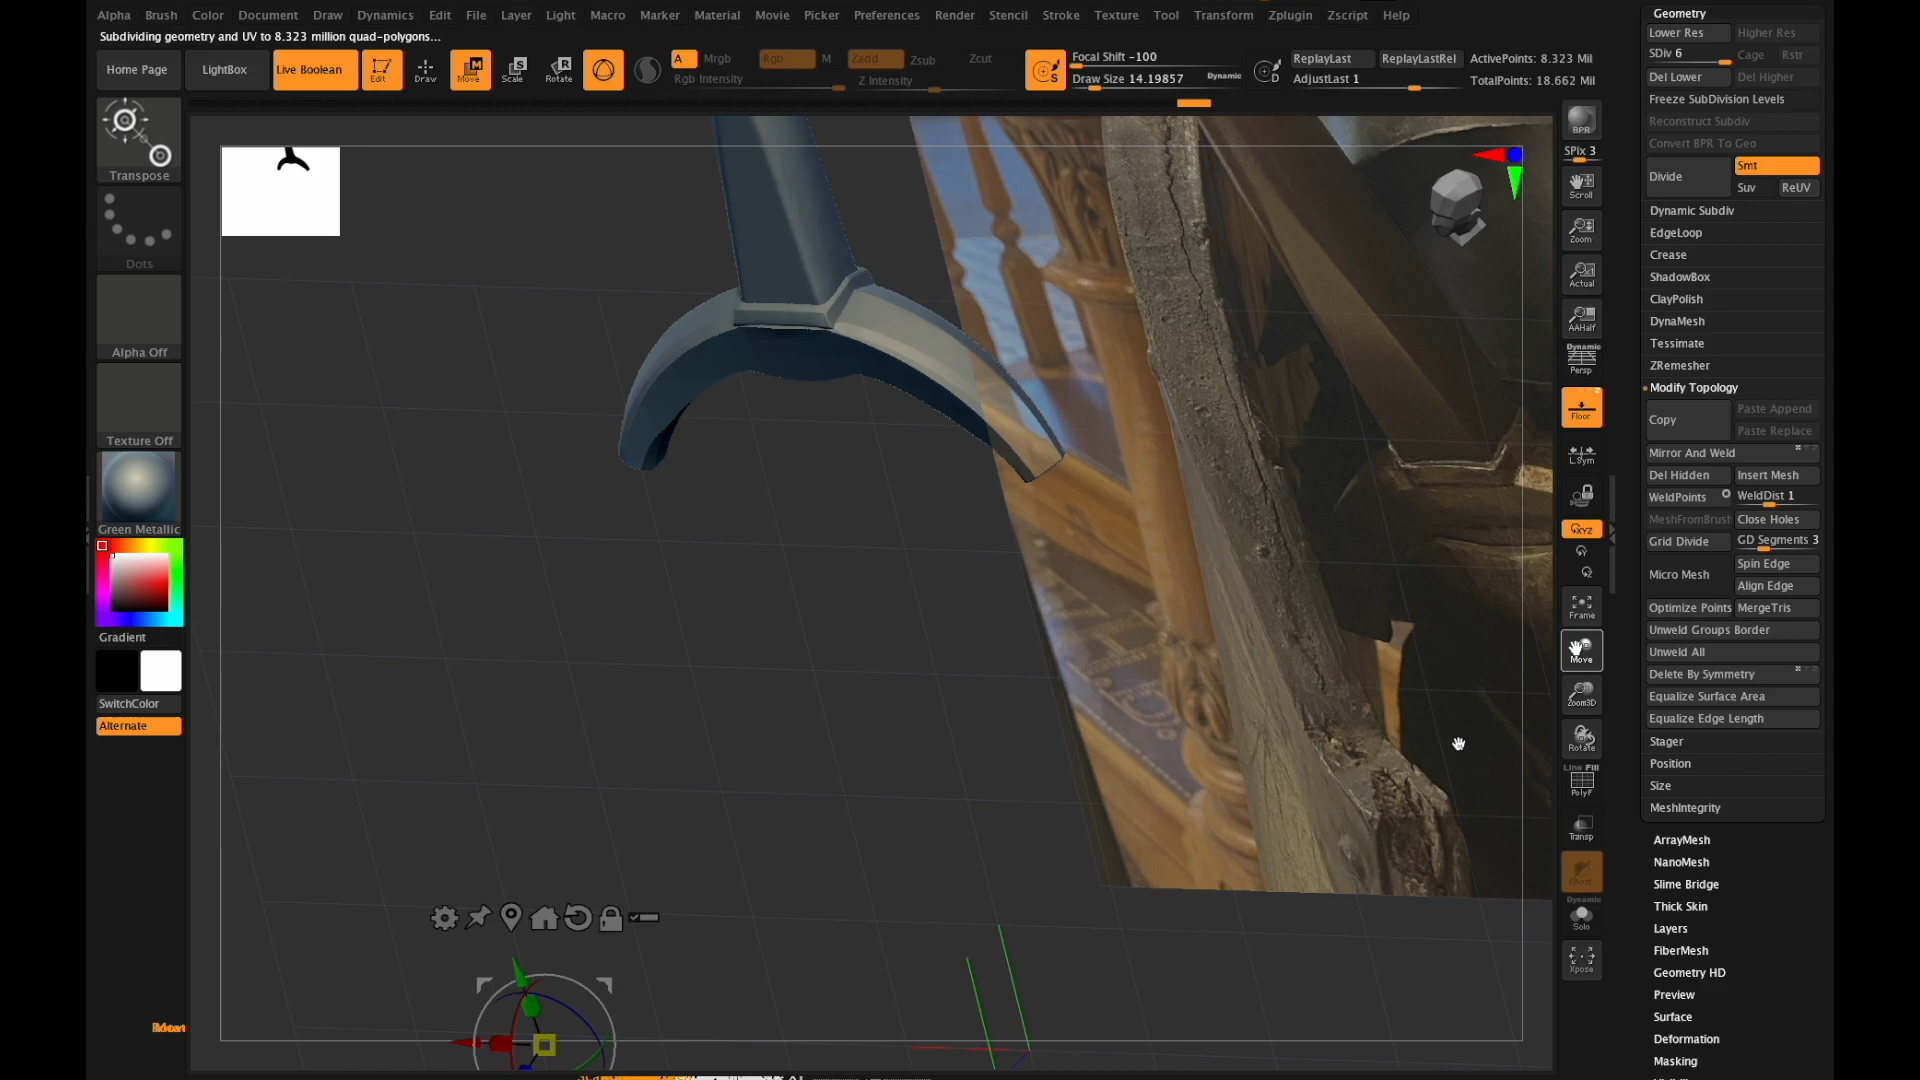 Alpha Brush Color Document Draw Dynamics Edit File Layer Light Macro Marker Material Movie Picker Preferences Render Stencil Stroke Texture Tool Transform Zplugin Zscript Help
Subdividing geometry and UV to 8.323 million quad-polygons...
Home Page
LightBox
Live Boolean
Edit
Draw
Move
Scale
Rotate
A
Mrgb
Rgb
M
Zadd
Zsub
Zcut
Rgb Intensity
Z Intensity
S
Focal Shift -100
Draw Size 14.19857
Dynamic
D
ReplayLast
ReplayLastRel
AdjustLast 1
ActivePoints: 8.323 Mil
TotalPoints: 18.662 Mil
Transpose
Dots
Alpha Off
Texture Off
Green Metallic
Gradient
SwitchColor
Alternate
BPR
SPix 3
Scroll
Zoom
Actual
AAHalf
Dynamic
Persp
Floor
L.Sym
XYZ
Frame
Move
Zoom3D
Rotate
Line Fill
PolyF
Transp
Ghost
Dynamic
Solo
Xpose
Geometry
Lower Res
Higher Res
SDiv 6
Cage
Rstr
Del Lower
Del Higher
Freeze SubDivision Levels
Reconstruct Subdiv
Convert BPR To Geo
Divide
Smt
Suv
ReUV
Dynamic Subdiv
EdgeLoop
Crease
ShadowBox
ClayPolish
DynaMesh
Tessimate
ZRemesher
Modify Topology
Copy
Paste Append
Paste Replace
Mirror And Weld
Del Hidden
Insert Mesh
WeldPoints
WeldDist 1
MeshFromBrush
Close Holes
Grid Divide
GD Segments 3
Micro Mesh
Spin Edge
Align Edge
Optimize Points
MergeTris
Unweld Groups Border
Unweld All
Delete By Symmetry
Equalize Surface Area
Equalize Edge Length
Stager
Position
Size
MeshIntegrity
ArrayMesh
NanoMesh
Slime Bridge
Thick Skin
Layers
FiberMesh
Geometry HD
Preview
Surface
Deformation
Masking